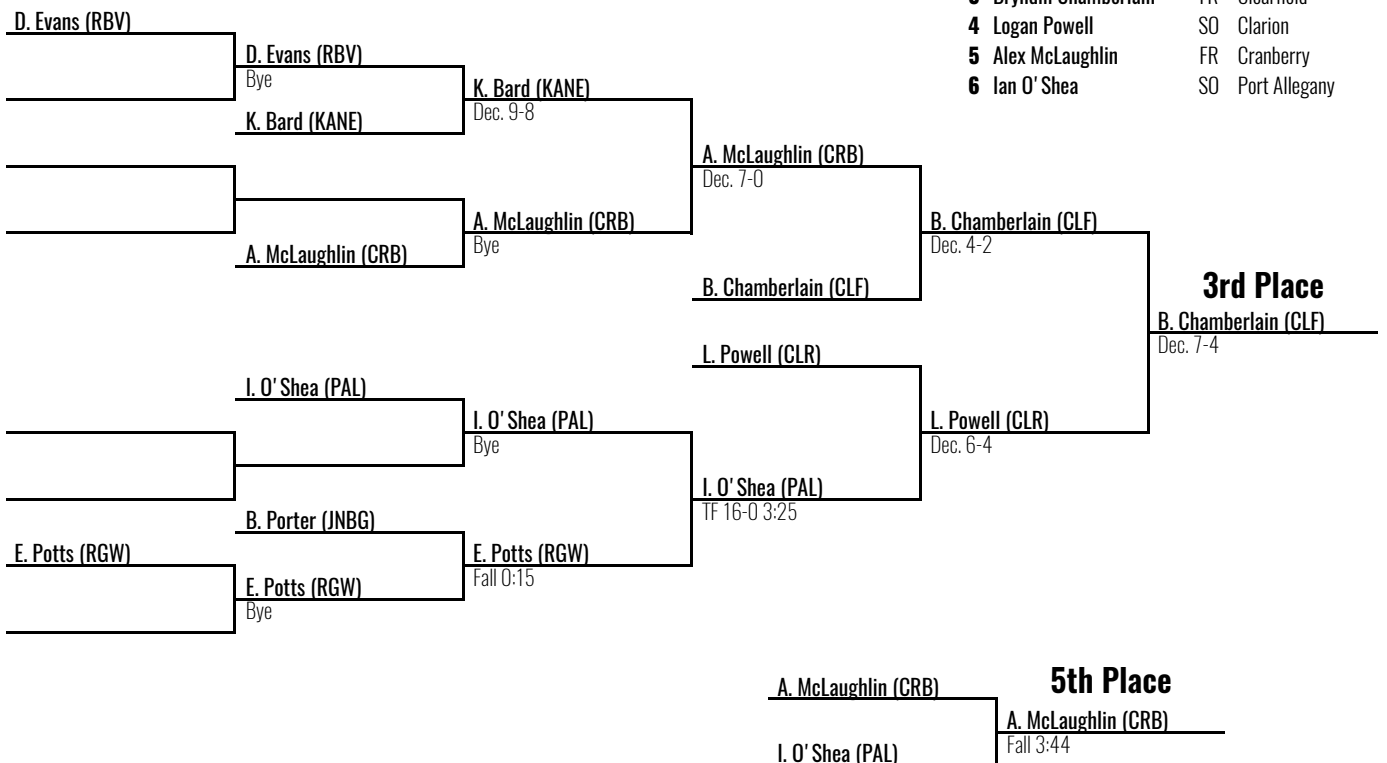 3 Bryndin Chamberlain FR Clearfield
4 Logan Powell SO Clarion
5 Alex McLaughlin FR Cranberry
6 Ian O'Shea SO Port Allegany
D. Evans (RBV)
D. Evans (RBV)
Bye
K. Bard (KANE)
K. Bard (KANE)
Dec. 9-8
A. McLaughlin (CRB)
Dec. 7-0
A. McLaughlin (CRB)
A. McLaughlin (CRB)
Bye
B. Chamberlain (CLF)
B. Chamberlain (CLF)
Dec. 4-2
3rd Place
B. Chamberlain (CLF)
Dec. 7-4
L. Powell (CLR)
I. O'Shea (PAL)
I. O'Shea (PAL)
Bye
L. Powell (CLR)
Dec. 6-4
I. O'Shea (PAL)
TF 16-0 3:25
B. Porter (JNBG)
E. Potts (RGW)
E. Potts (RGW)
Bye
E. Potts (RGW)
Fall 0:15
5th Place
A. McLaughlin (CRB)
A. McLaughlin (CRB)
Fall 3:44
I. O'Shea (PAL)